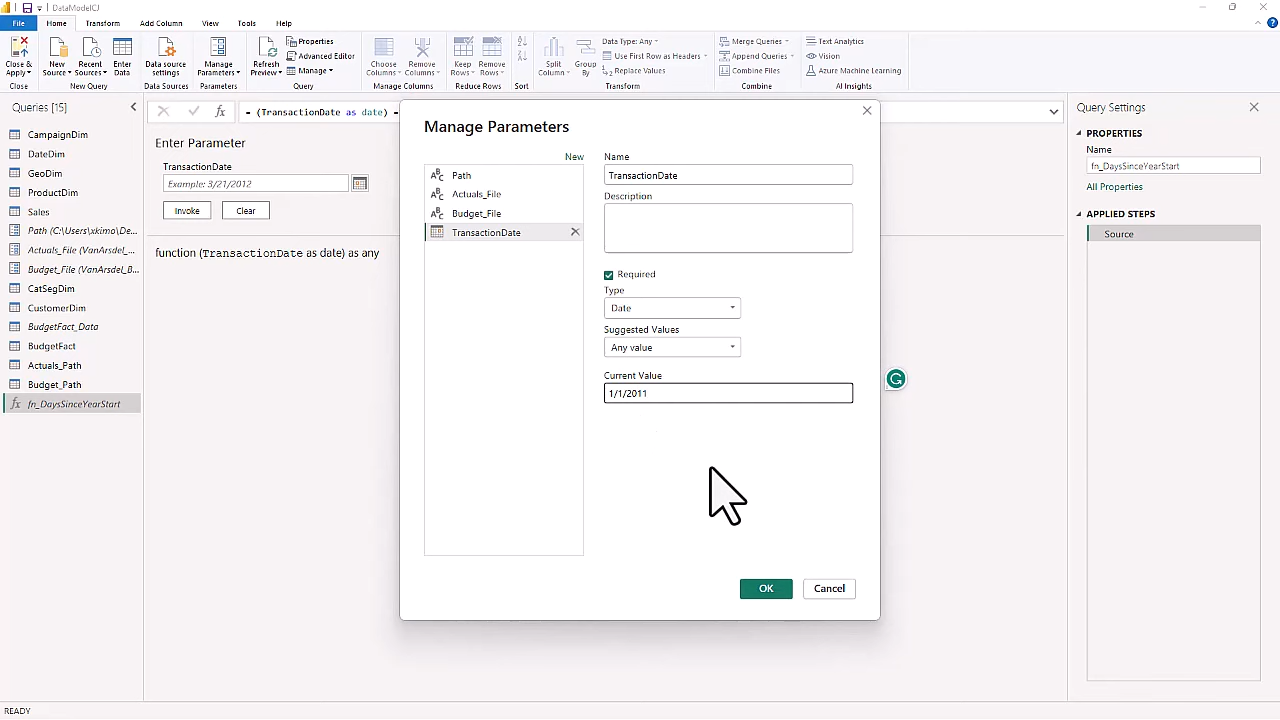 DataModelCJ
File Home Transform Add Column View Tools Help
Close & Apply
New Source
Recent Sources
Enter Data
Data source settings
Manage Parameters
Refresh Preview
Properties
Advanced Editor
Manage
Choose Columns
Remove Columns
Keep Rows
Remove Rows
Split Column
Group By
Data Type: Any
Use First Row as Headers
Replace Values
Merge Queries
Append Queries
Combine Files
Text Analytics
Vision
Azure Machine Learning
Close New Query Data Sources Parameters Query Manage Columns Reduce Rows Sort Transform Combine AI Insights
Queries [15]
CampaignDim
DateDim
GeoDim
ProductDim
Sales
Path (C:\Users\xkimo\De...
Actuals_File (VanArsdel_...
Budget_File (VanArsdel_B...
CatSegDim
CustomerDim
BudgetFact_Data
BudgetFact
Actuals_Path
Budget_Path
fx fn_DaysSinceYearStart
fx = (TransactionDate as date) =
Enter Parameter
TransactionDate
Example: 3/21/2012
Invoke Clear
function (TransactionDate as date) as any
Manage Parameters
New
Path
Actuals_File
Budget_File
TransactionDate
Name
TransactionDate
Description
Required
Type
Date
Suggested Values
Any value
Current Value
1/1/2011
OK Cancel
Query Settings
PROPERTIES
Name
fn_DaysSinceYearStart
All Properties
APPLIED STEPS
Source
READY